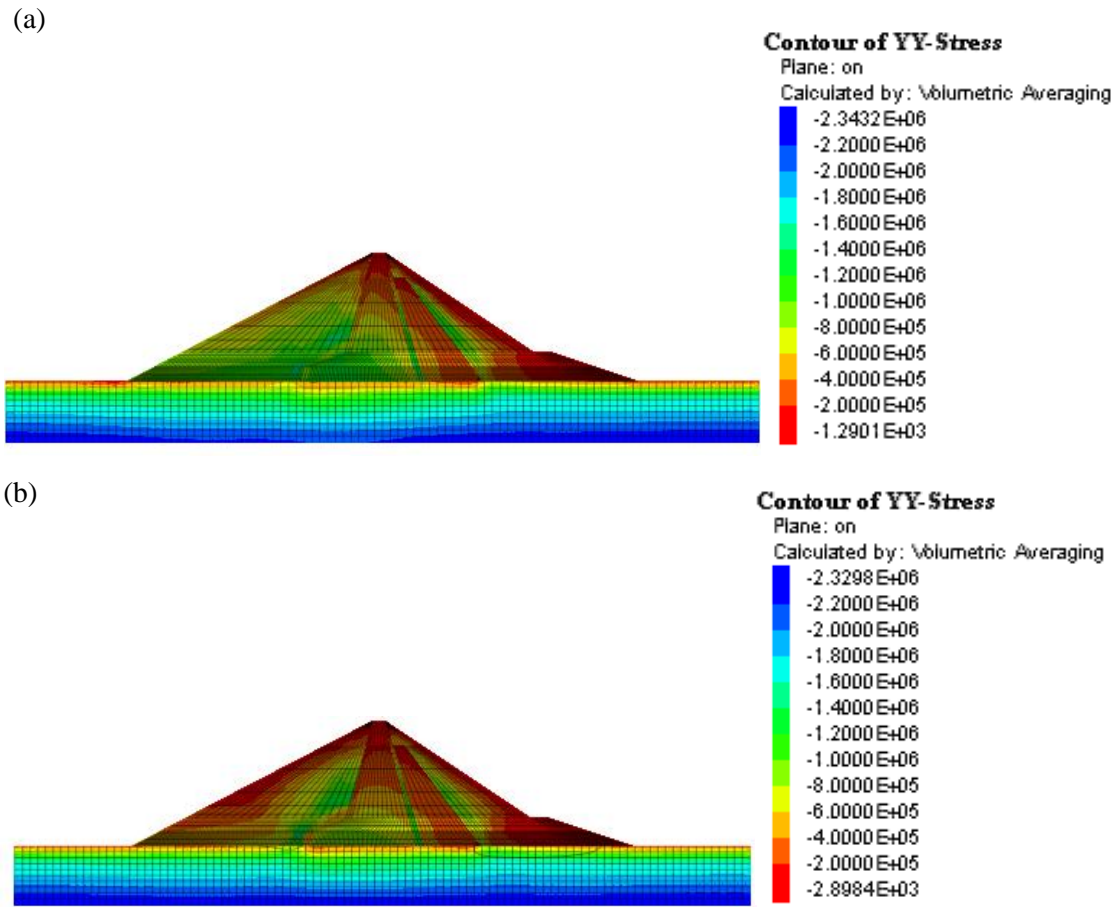 (a)
Contour of YY-Stress
Plane: on
Calculated by: Volumetric Averaging
-2.3432E+06
-2.2000E+06
-2.0000E+06
-1.8000E+06
-1.6000E+06
-1.4000E+06
-1.2000E+06
-1.0000E+06
-8.0000E+05
-6.0000E+05
-4.0000E+05
-2.0000E+05
-1.2901E+03
(b)
Contour of YY-Stress
Plane: on
Calculated by: Volumetric Averaging
-2.3298E+06
-2.2000E+06
-2.0000E+06
-1.8000E+06
-1.6000E+06
-1.4000E+06
-1.2000E+06
-1.0000E+06
-8.0000E+05
-6.0000E+05
-4.0000E+05
-2.0000E+05
-2.8984E+03